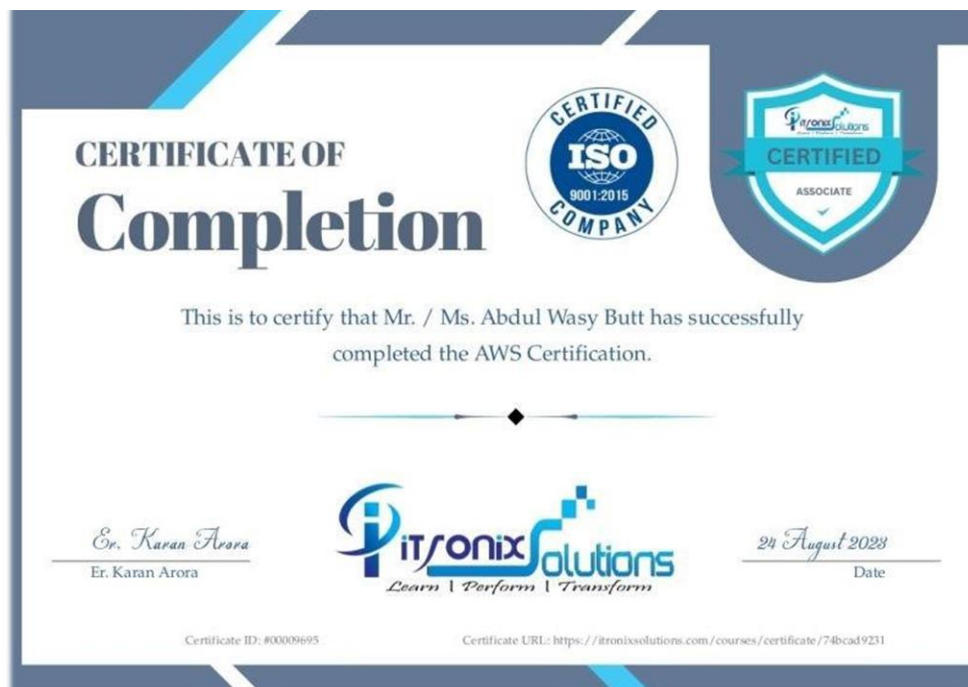 CERTIFICATE OF
Completion
CERTIFIED
ISO
9001:2015
COMPANY
itronix Solutions
CERTIFIED
ASSOCIATE
This is to certify that Mr. / Ms. Abdul Wasy Butt has successfully
completed the AWS Certification.
Er. Karan Arora
Er. Karan Arora
itronix Solutions
Learn | Perform | Transform
24 August 2023
Date
Certificate ID: #00009695
Certificate URL: https://itronixsolutions.com/courses/certificate/74bcad9231